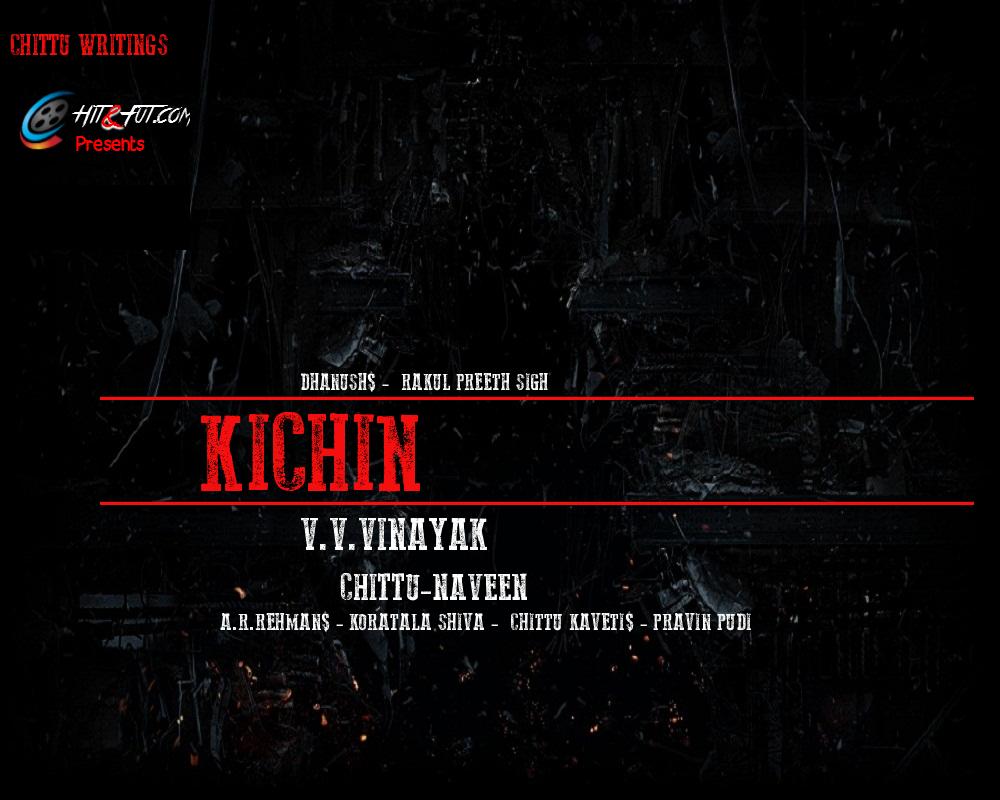 CHITTU WRITINGS
HIT&FUT.COM
Presents
DHANUSH$ - RAKUL PREETH SIGH
KICHIN
V.V.VINAYAK
CHITTU-NAVEEN
A.R.REHMAN$ - KORATALA SHIVA - CHITTU KAVETI$ - PRAVIN PUDI